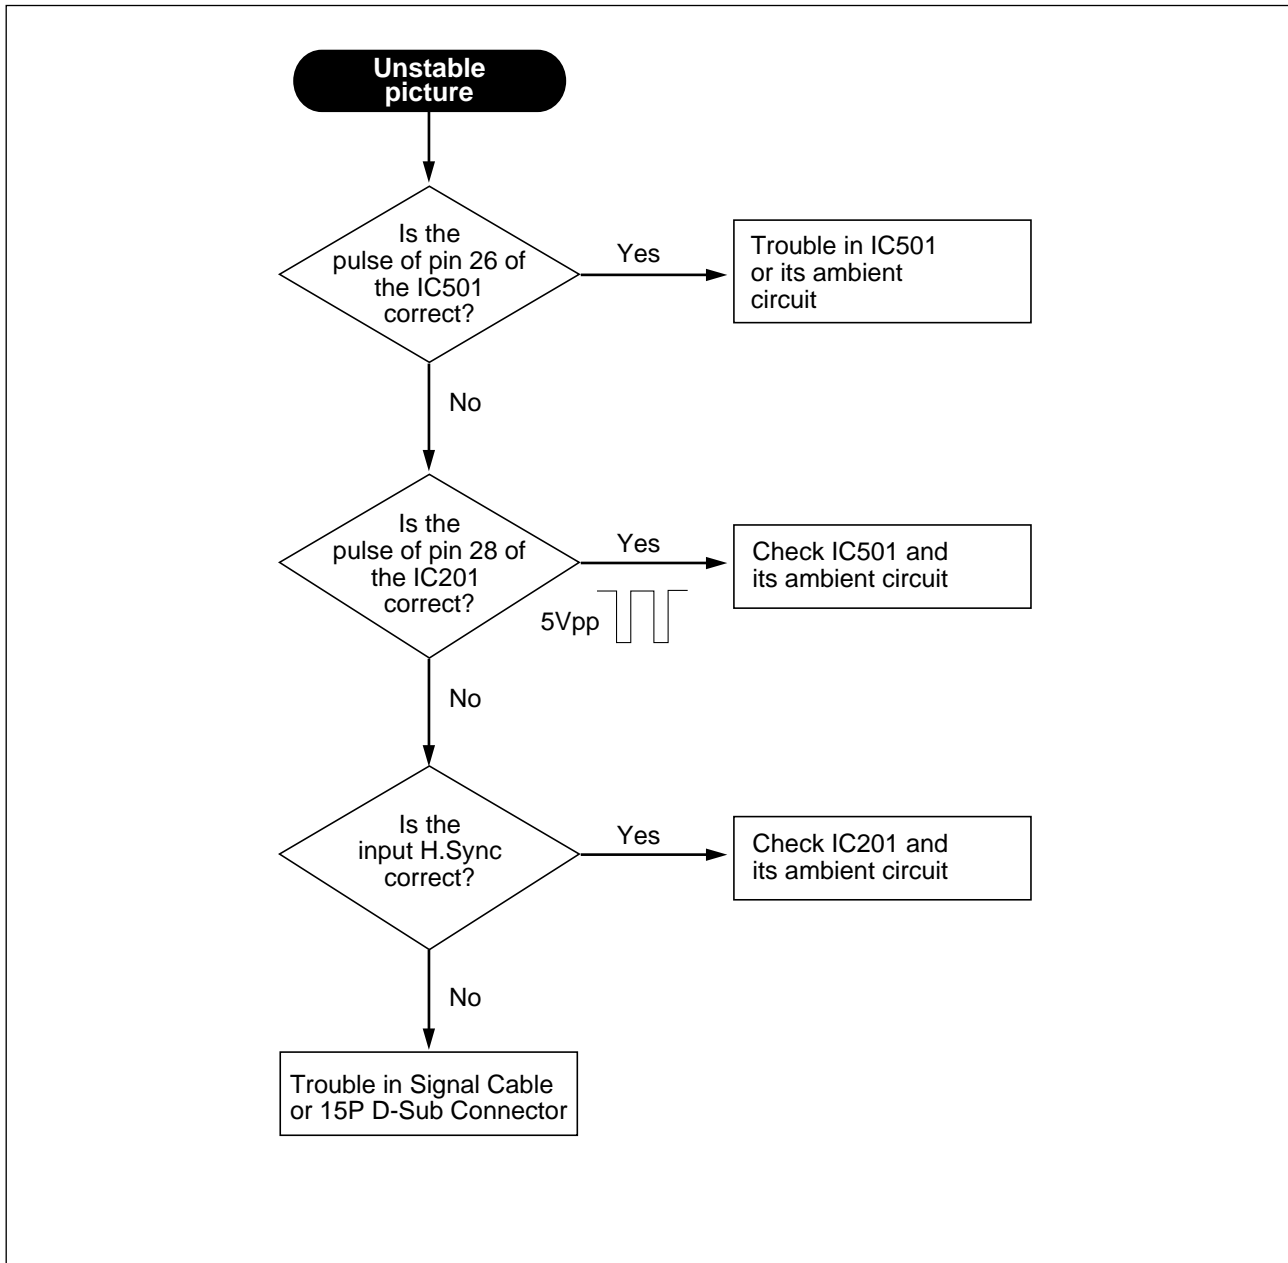 Unstable
picture
Is the
pulse of pin 26 of
the IC501
correct?
Yes
Trouble in IC501
or its ambient
circuit
No
Is the
pulse of pin 28 of
the IC201
correct?
Yes
Check IC501 and
its ambient circuit
5Vpp
No
Is the
input H.Sync
correct?
Yes
Check IC201 and
its ambient circuit
No
Trouble in Signal Cable
or 15P D-Sub Connector